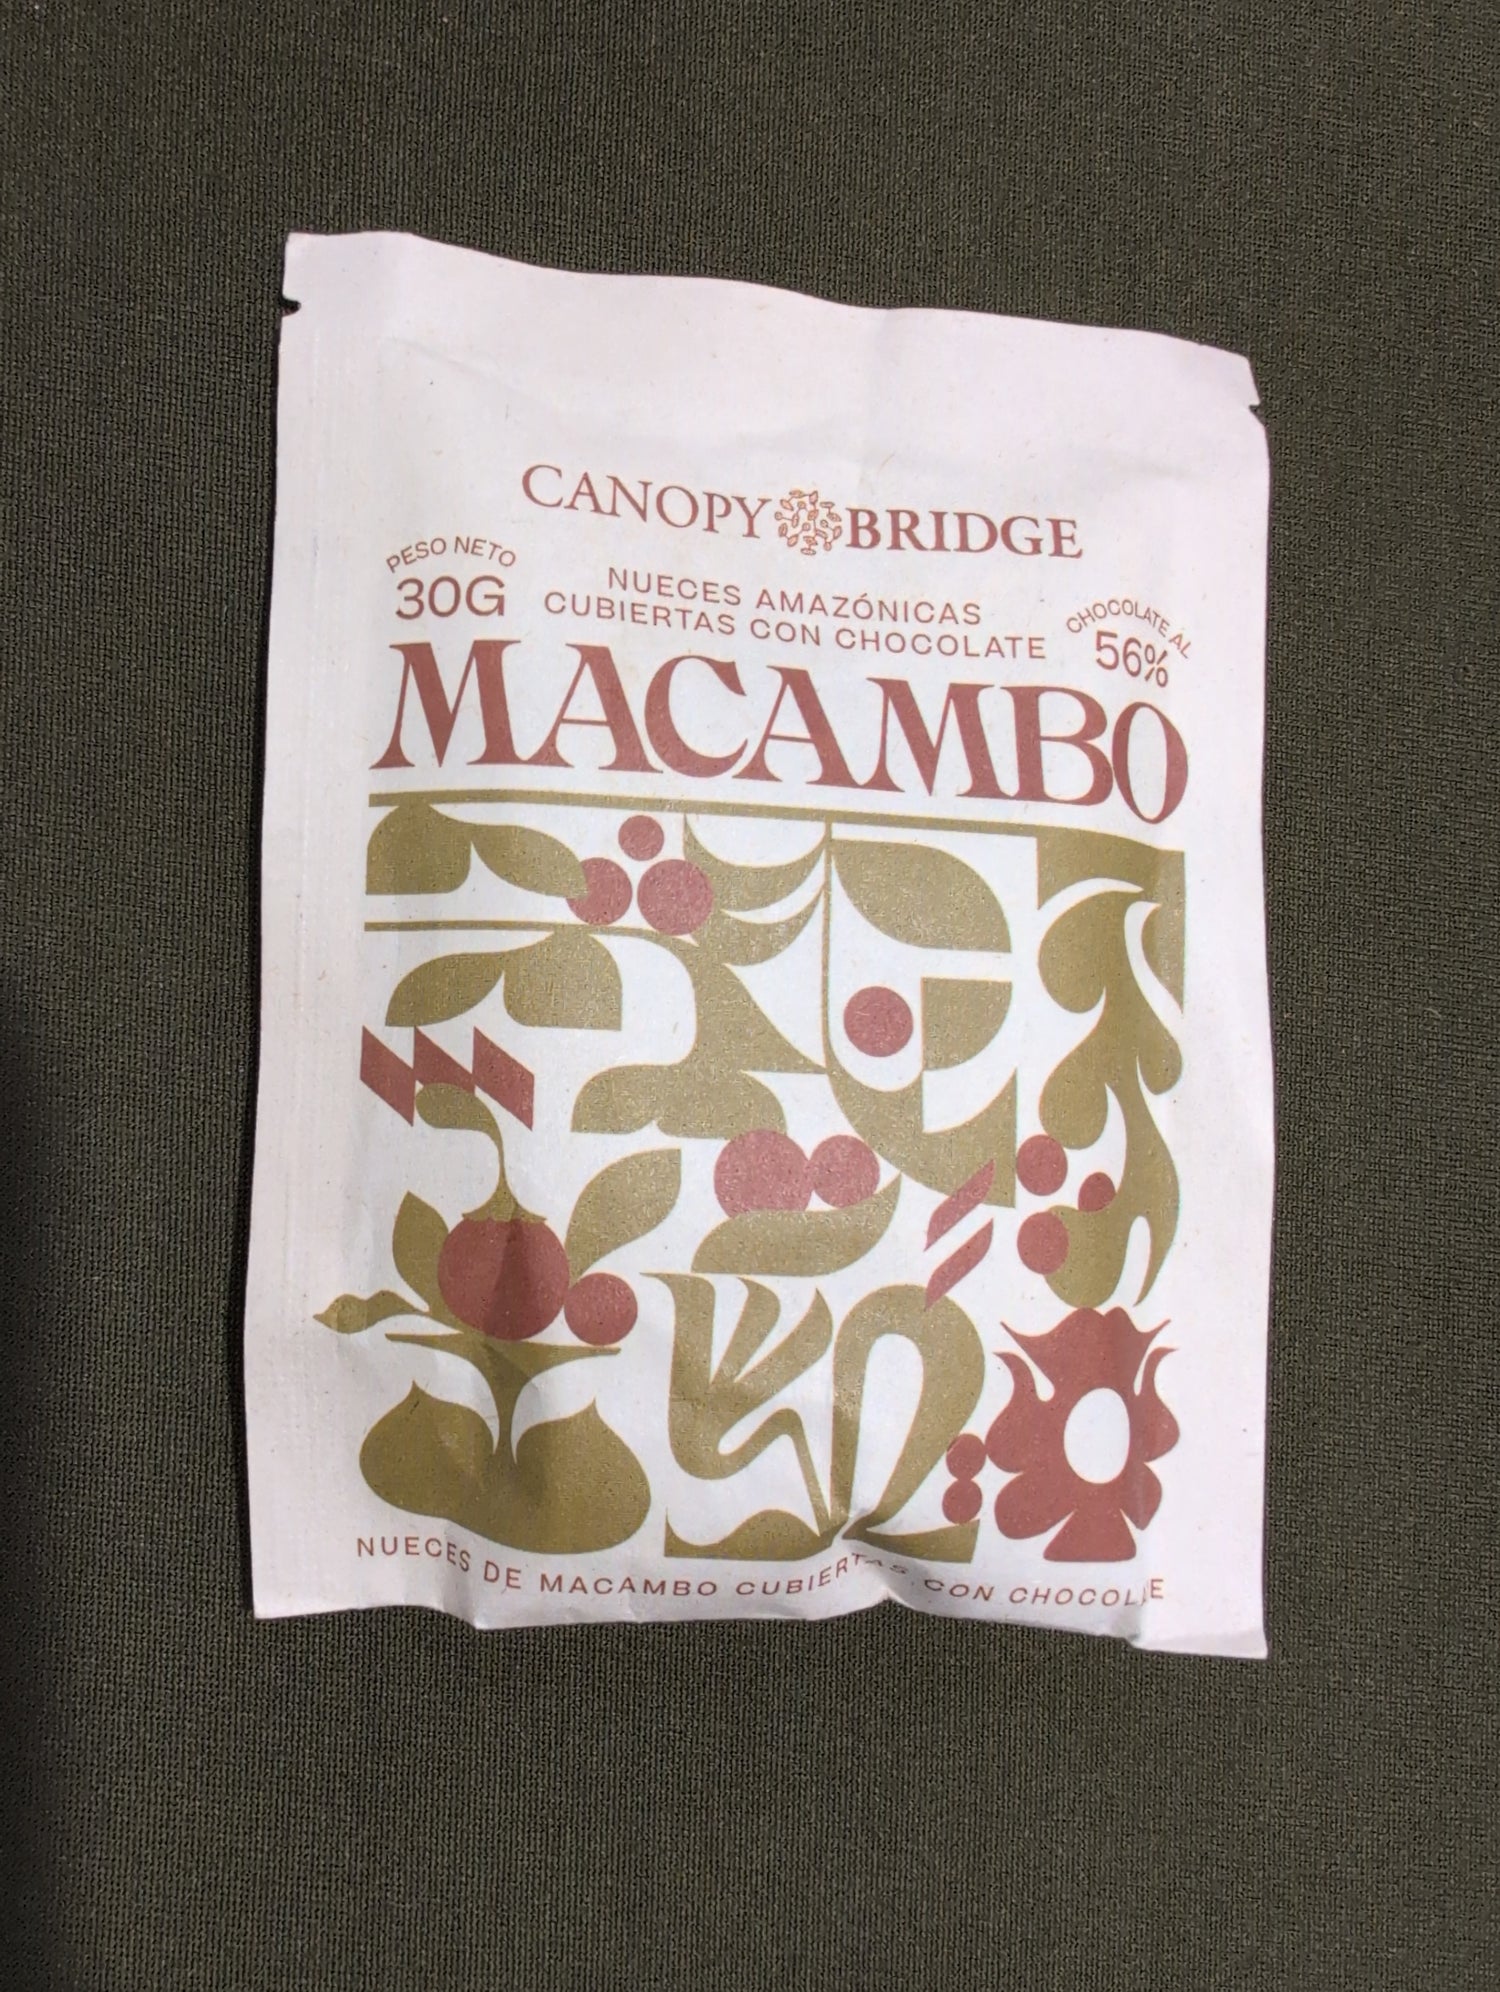 CANOPY BRIDGE
PESO NETO
30G
NUECES AMAZÓNICAS
CUBIERTAS CON CHOCOLATE
CHOCOLATE AL
56%
MACAMBO
NUECES DE MACAMBO CUBIERTAS CON